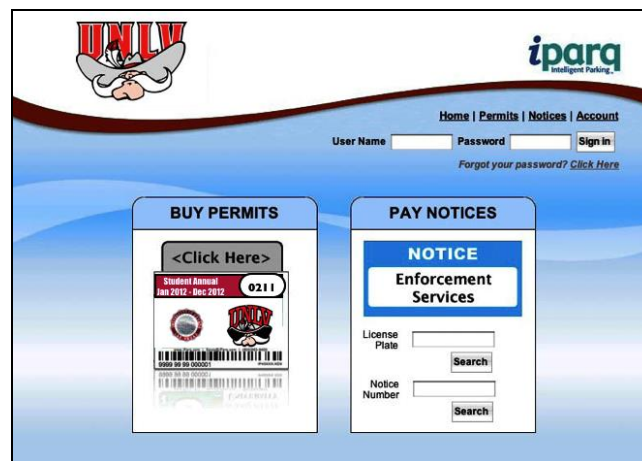 UNLV
iparq
Intelligent Parking
Home | Permits | Notices | Account
User Name Password Sign in
Forgot your password? Click Here
BUY PERMITS
<Click Here>
Student Annual
Jan 2012 - Dec 2012
0211
UNLV
9999 99 99 000001
PAY NOTICES
NOTICE
Enforcement
Services
License
Plate
Search
Notice
Number
Search